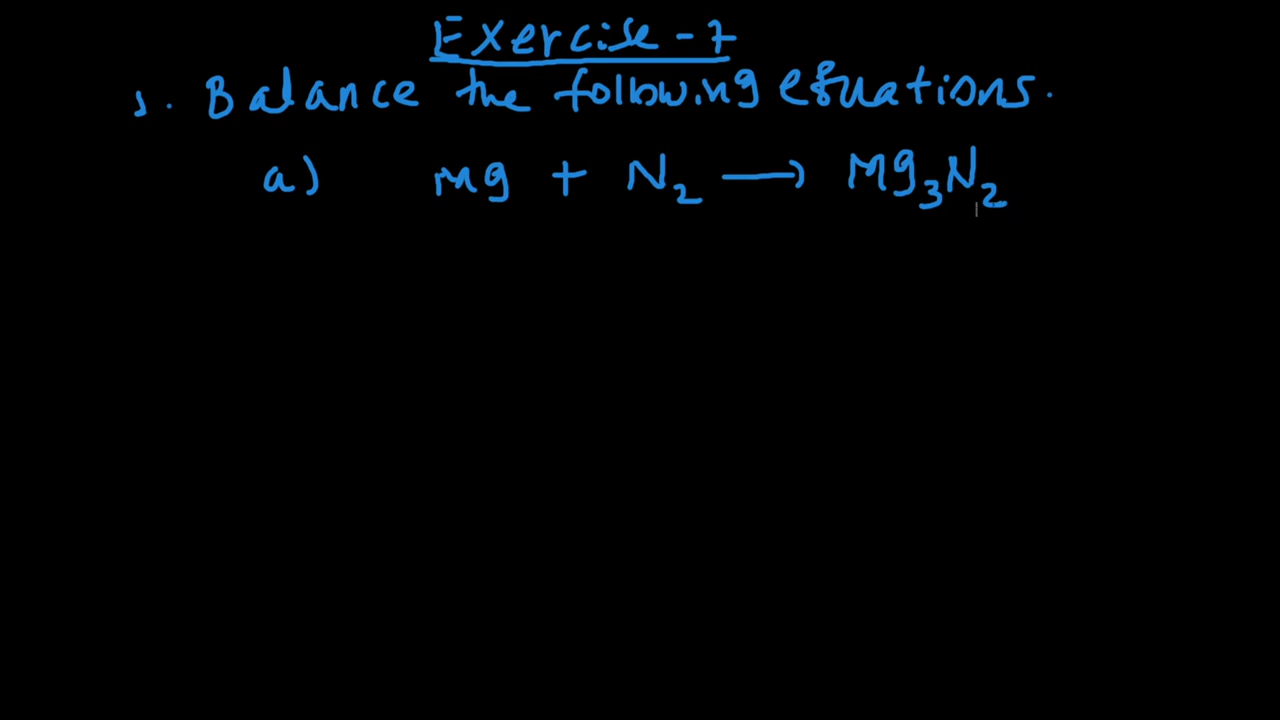 Exercise - 7
1. Balance the following equations.
a) Mg + N₂ ⟶ Mg₃N₂